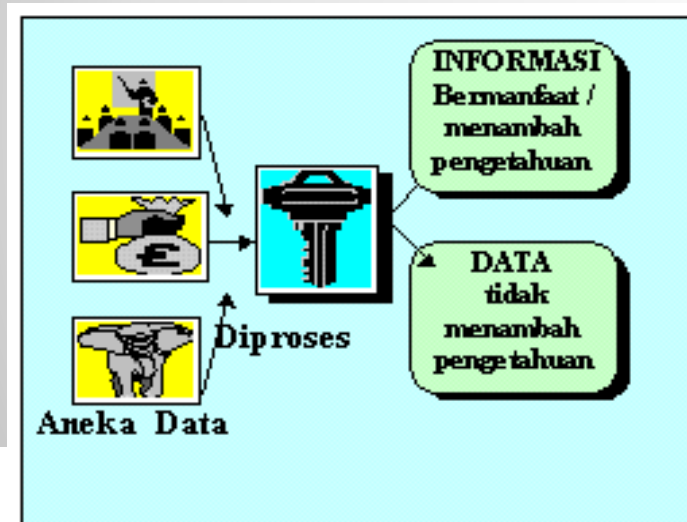 INFORMASI
Bermanfaat /
menambah
pengetahuan
€
Diproses
DATA
tidak
menambah
pengetahuan
Aneka Data